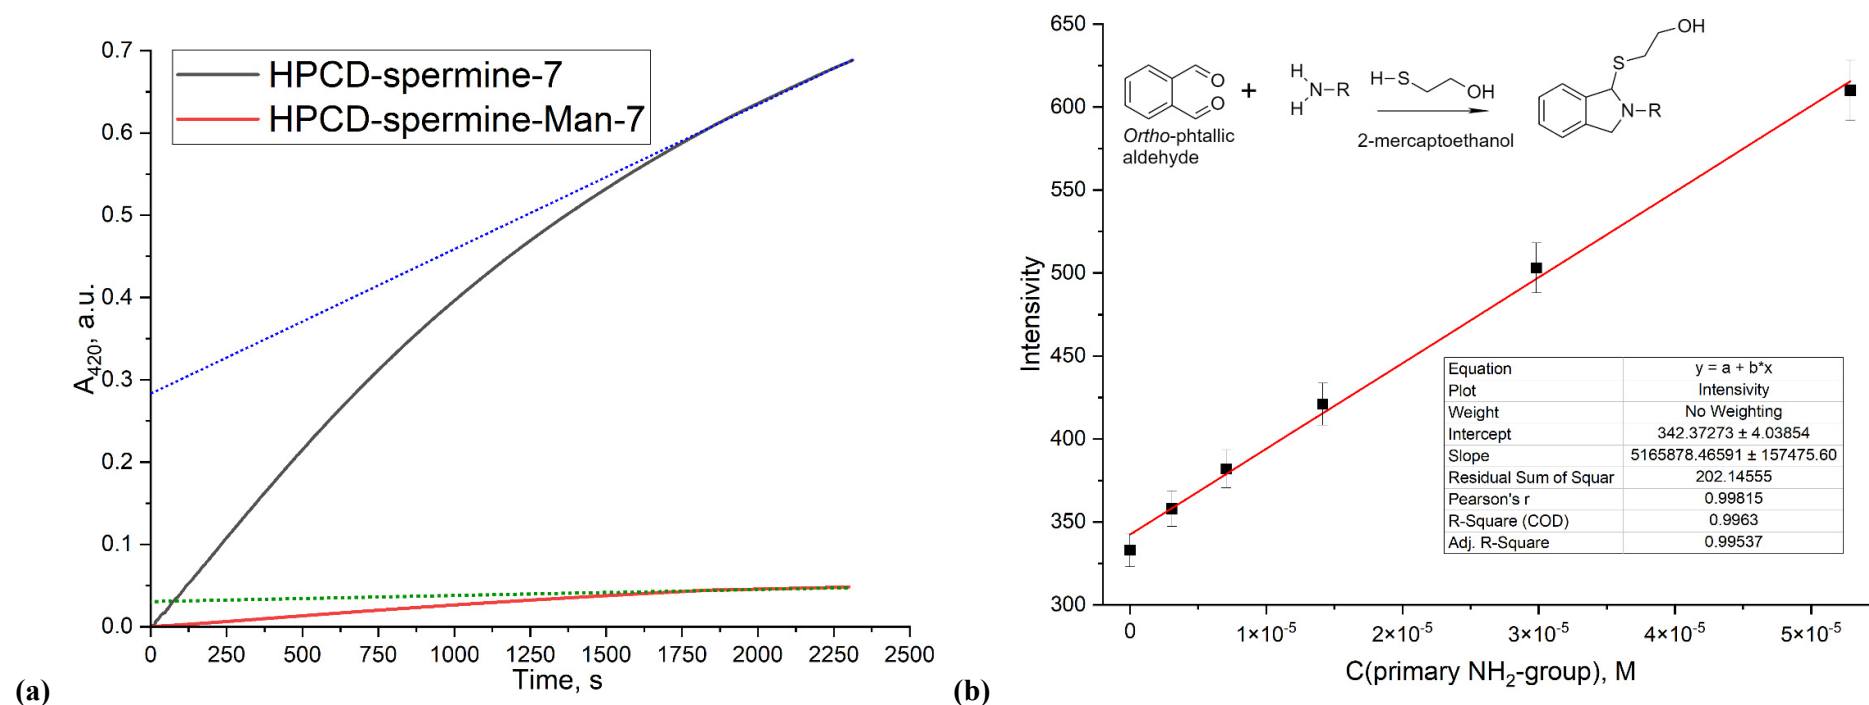 HPCD-spermine-7
HPCD-spermine-Man-7
0.7
0.6
0.5
0.4
0.3
0.2
0.1
0.0
A420, a.u.
0 250 500 750 1000 1250 1500 1750 2000 2250 2500
Time, s
(a)
650
600
550
500
450
400
350
300
Intensivity
O
O
Ortho-phtallic
aldehyde
+
H
H
N-R
H-S
OH
2-mercaptoethanol
OH
S
N-R
Equation y = a + b*x
Plot Intensivity
Weight No Weighting
Intercept 342.37273 ± 4.03854
Slope 5165878.46591 ± 157475.60
Residual Sum of Squar 202.14555
Pearson's r 0.99815
R-Square (COD) 0.9963
Adj. R-Square 0.99537
0 1×10-5 2×10-5 3×10-5 4×10-5 5×10-5
C(primary NH2-group), M
(b)